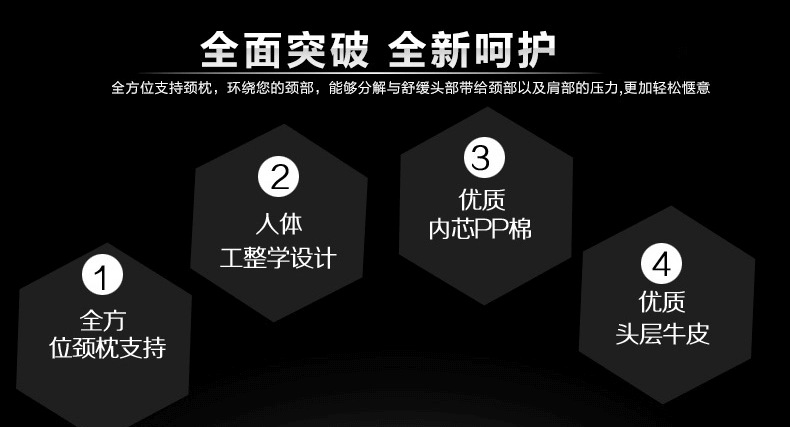 全面突破 全新呵护
全方位支持颈枕，环绕您的颈部，能够分解与舒缓头部带给颈部以及肩部的压力,更加轻松惬意
1
全方
位颈枕支持
2
人体
工整学设计
3
优质
内芯PP棉
4
优质
头层牛皮